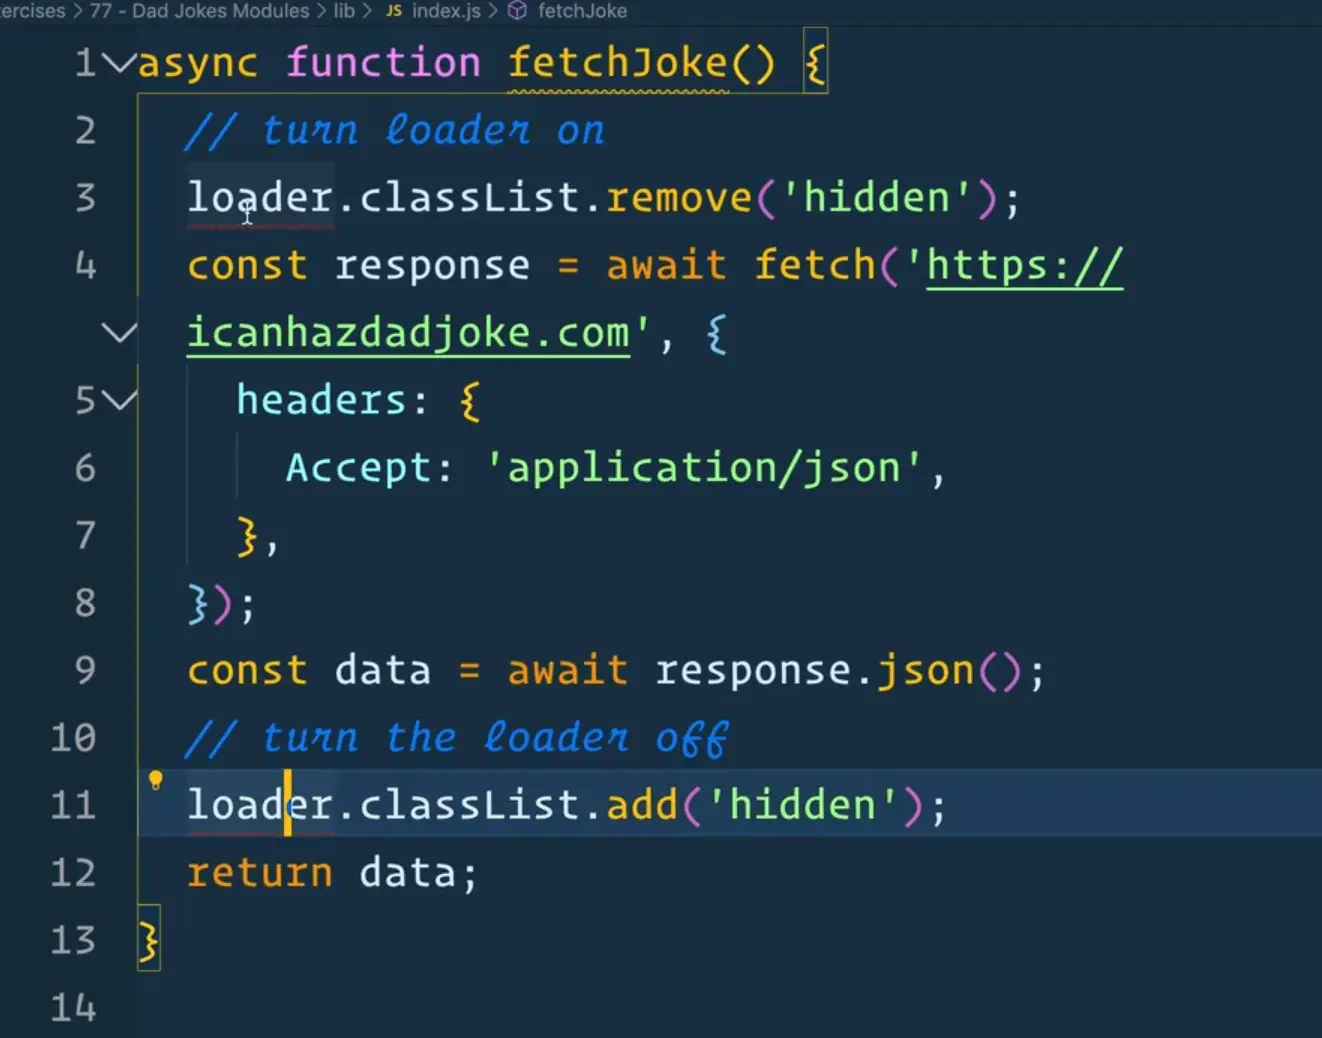 ercises > 77 - Dad Jokes Modules > lib > JS index.js > fetchJoke
1 async function fetchJoke() {
2 // turn loader on
3 loader.classList.remove('hidden');
4 const response = await fetch('https://
icanhazdadjoke.com', {
5 headers: {
6 Accept: 'application/json',
7 },
8 });
9 const data = await response.json();
10 // turn the loader off
11 loader.classList.add('hidden');
12 return data;
13 }
14